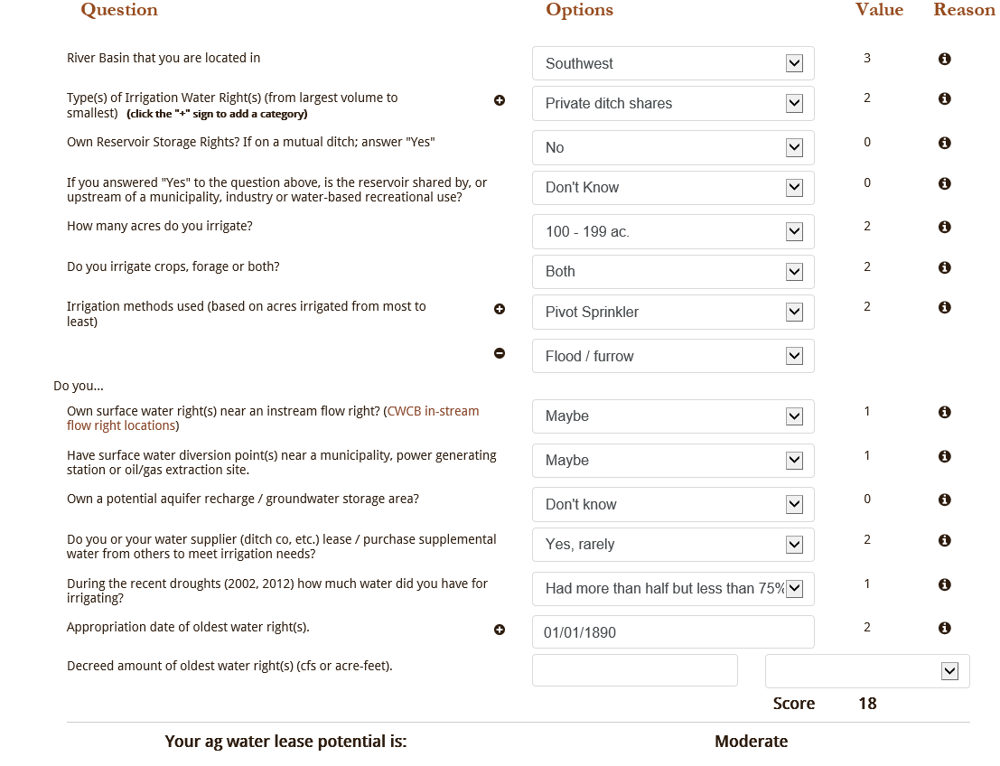 Question Options Value Reason
River Basin that you are located in Southwest 3
Type(s) of Irrigation Water Right(s) (from largest volume to
smallest) (click the "+" sign to add a category) Private ditch shares 2
Own Reservoir Storage Rights? If on a mutual ditch; answer "Yes" No 0
If you answered "Yes" to the question above, is the reservoir shared by, or
upstream of a municipality, industry or water-based recreational use? Don't Know 0
How many acres do you irrigate? 100 - 199 ac. 2
Do you irrigate crops, forage or both? Both 2
Irrigation methods used (based on acres irrigated from most to
least) Pivot Sprinkler 2
Flood / furrow
Do you...
Own surface water right(s) near an instream flow right? (CWCB in-stream
flow right locations) Maybe 1
Have surface water diversion point(s) near a municipality, power generating
station or oil/gas extraction site. Maybe 1
Own a potential aquifer recharge / groundwater storage area? Don't know 0
Do you or your water supplier (ditch co, etc.) lease / purchase supplemental
water from others to meet irrigation needs? Yes, rarely 2
During the recent droughts (2002, 2012) how much water did you have for
irrigating? Had more than half but less than 75% 1
Appropriation date of oldest water right(s). 01/01/1890 2
Decreed amount of oldest water right(s) (cfs or acre-feet).
Score 18
Your ag water lease potential is: Moderate